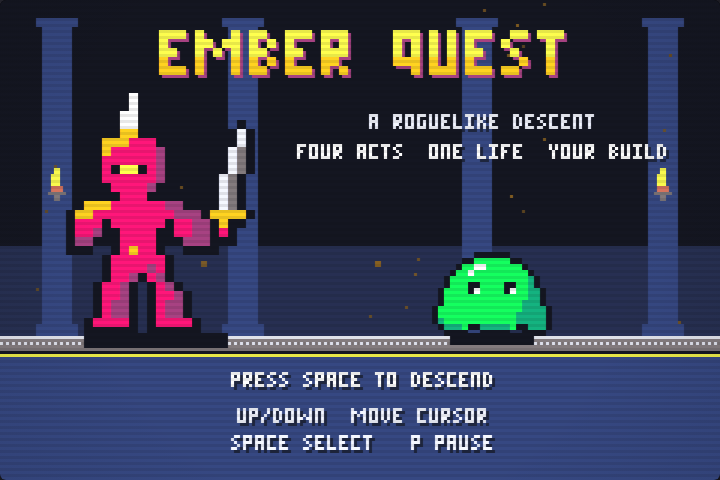 EMBER QUEST
A ROGUELIKE DESCENT
FOUR ACTS ONE LIFE YOUR BUILD
PRESS SPACE TO DESCEND
UP/DOWN MOVE CURSOR
SPACE SELECT P PAUSE